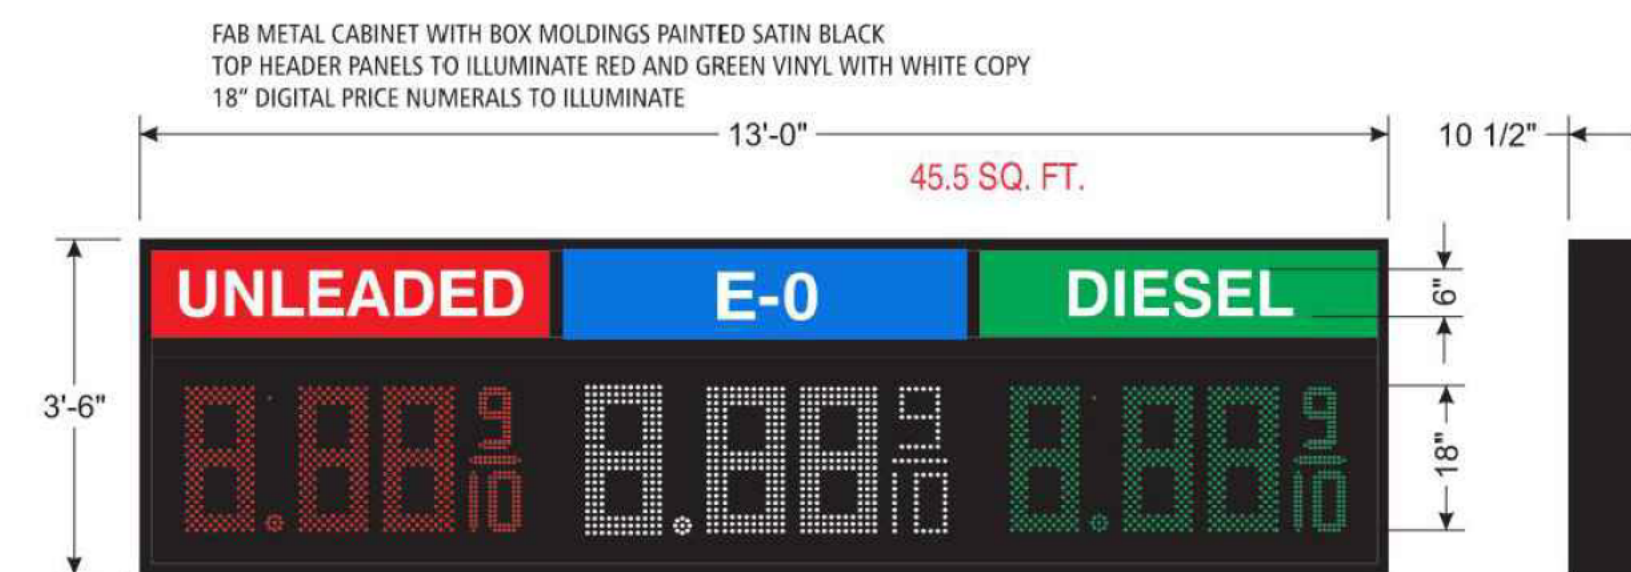 FAB METAL CABINET WITH BOX MOLDINGS PAINTED SATIN BLACK
TOP HEADER PANELS TO ILLUMINATE RED AND GREEN VINYL WITH WHITE COPY
18" DIGITAL PRICE NUMERALS TO ILLUMINATE
13'-0"
10 1/2"
45.5 SQ. FT.
UNLEADED E-0 DIESEL
6"
3'-6"
8.88 9/10 8.88 9/10 8.88 9/10
18"